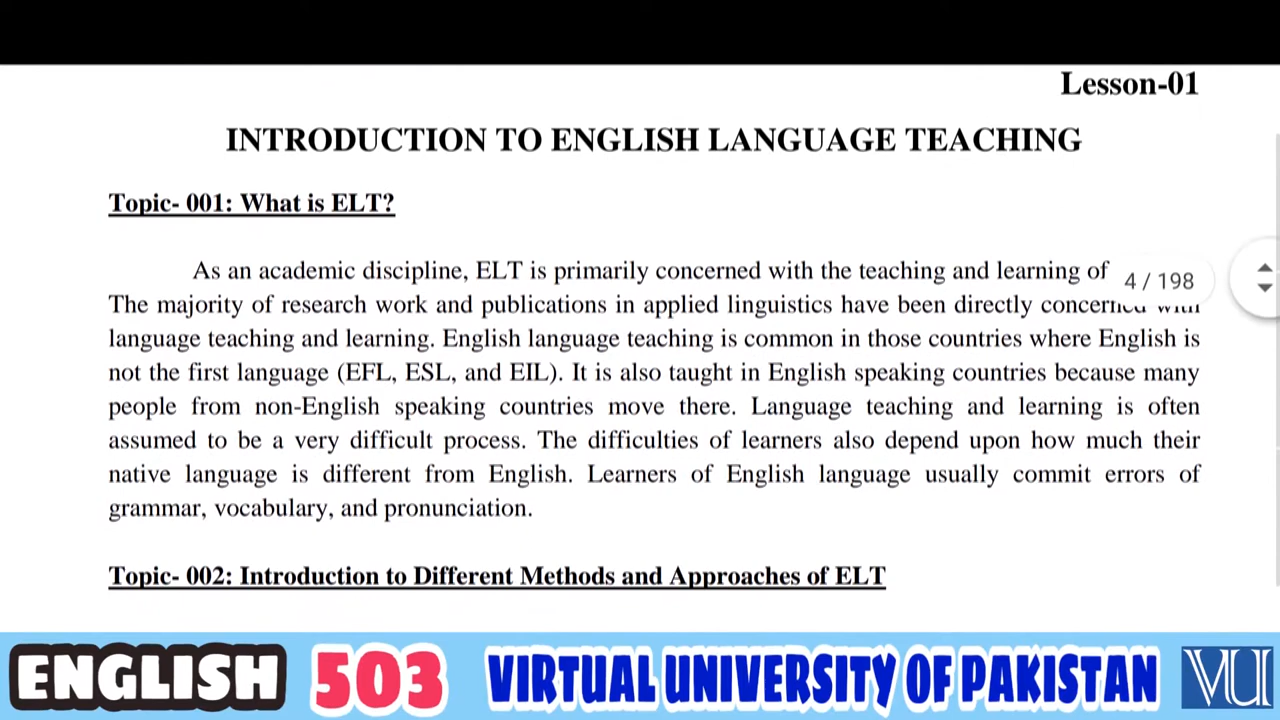 Lesson-01
INTRODUCTION TO ENGLISH LANGUAGE TEACHING
Topic- 001: What is ELT?
As an academic discipline, ELT is primarily concerned with the teaching and learning of
4 / 198
The majority of research work and publications in applied linguistics have been directly concerned with
language teaching and learning. English language teaching is common in those countries where English is
not the first language (EFL, ESL, and EIL). It is also taught in English speaking countries because many
people from non-English speaking countries move there. Language teaching and learning is often
assumed to be a very difficult process. The difficulties of learners also depend upon how much their
native language is different from English. Learners of English language usually commit errors of
grammar, vocabulary, and pronunciation.
Topic- 002: Introduction to Different Methods and Approaches of ELT
ENGLISH 503 VIRTUAL UNIVERSITY OF PAKISTAN VU